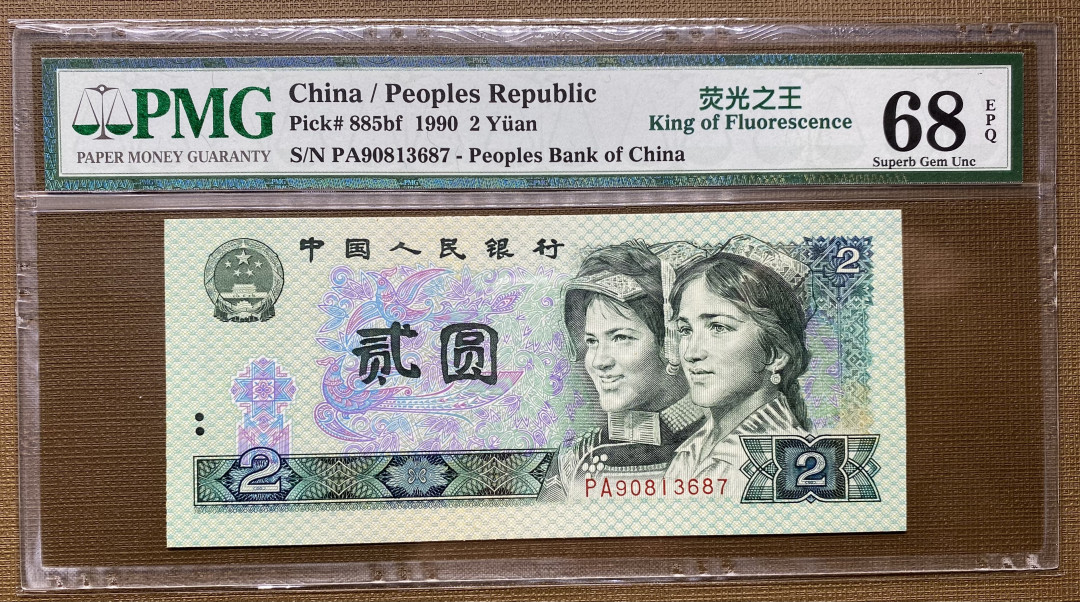 PMG
PAPER MONEY GUARANTY
China / Peoples Republic
Pick# 885bf 1990 2 Yüan
S/N PA90813687 - Peoples Bank of China
荧光之王
King of Fluorescence
68
EPQ
Superb Gem Unc
中国人民银行
2
贰圆
2
PA90813687
2